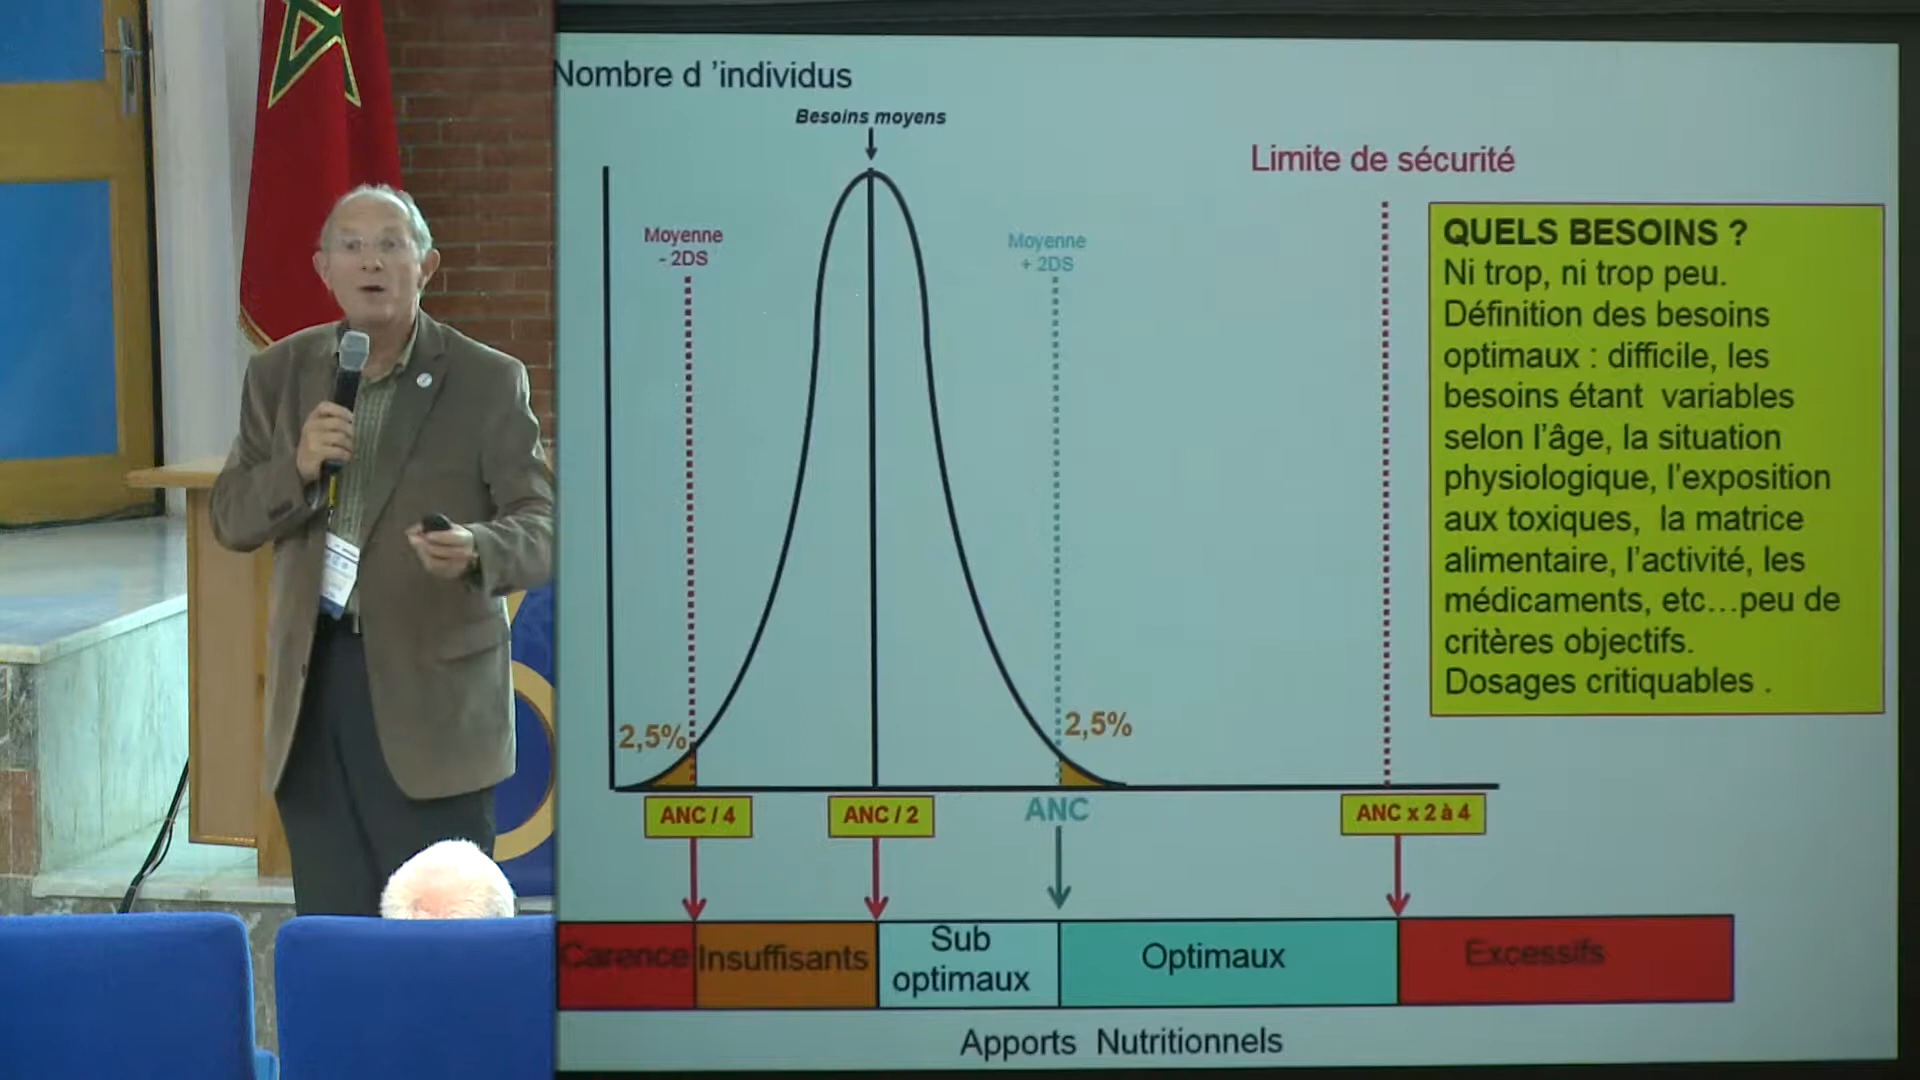 Nombre d ’individus
Besoins moyens
Limite de sécurité
Moyenne
- 2DS
Moyenne
+ 2DS
QUELS BESOINS ?
Ni trop, ni trop peu.
Définition des besoins
optimaux : difficile, les
besoins étant variables
selon l’âge, la situation
physiologique, l’exposition
aux toxiques, la matrice
alimentaire, l’activité, les
médicaments, etc…peu de
critères objectifs.
Dosages critiquables .
2,5%
2,5%
ANC / 4
ANC / 2
ANC
ANC x 2 à 4
Carence
Insuffisants
Sub
optimaux
Optimaux
Excessifs
Apports Nutritionnels